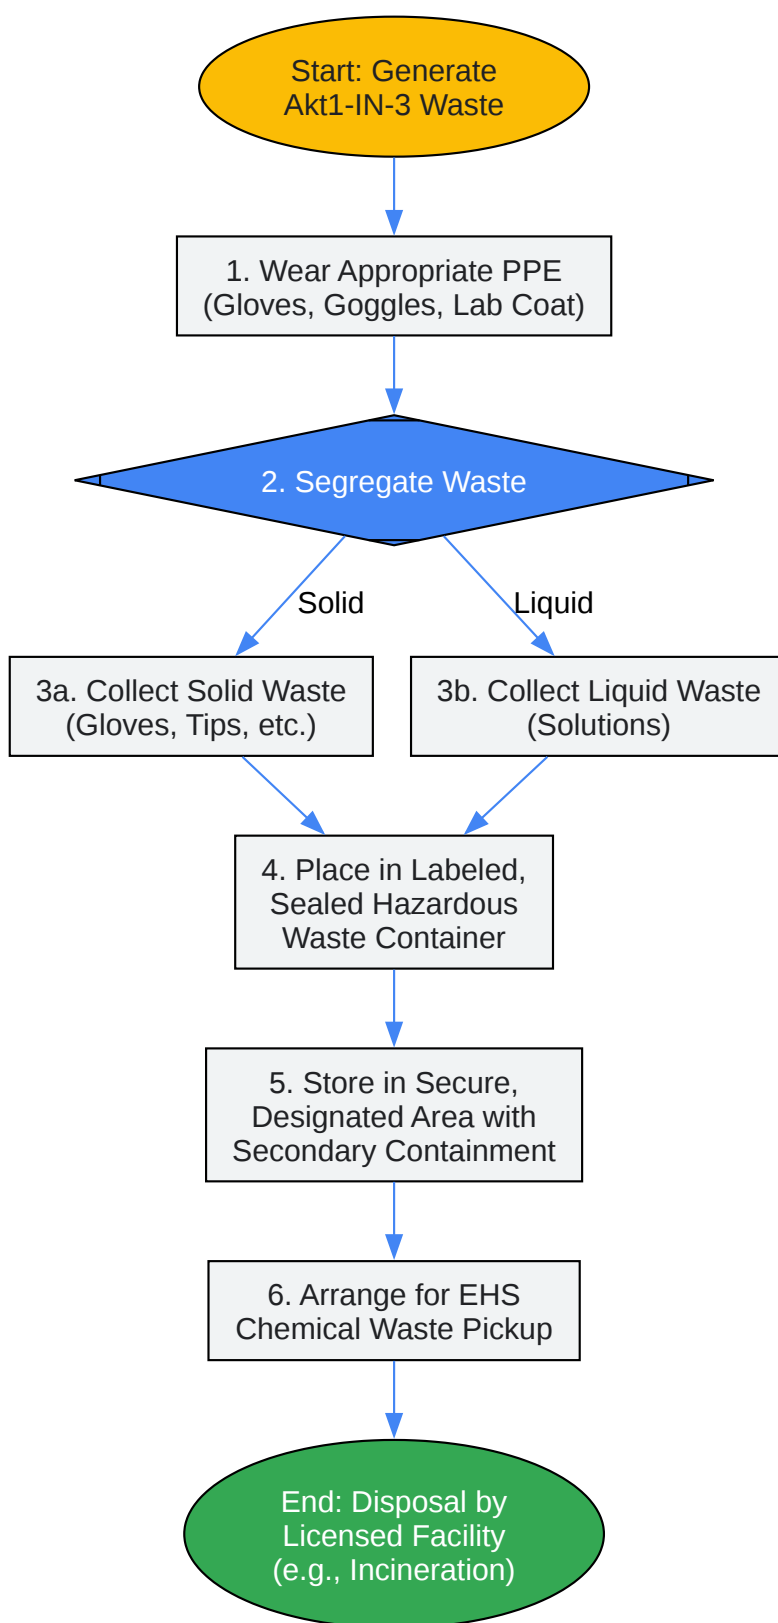 Start: Generate
Akt1-IN-3 Waste
1. Wear Appropriate PPE
(Gloves, Goggles, Lab Coat)
2. Segregate Waste
Solid
Liquid
3a. Collect Solid Waste
(Gloves, Tips, etc.)
3b. Collect Liquid Waste
(Solutions)
4. Place in Labeled,
Sealed Hazardous
Waste Container
5. Store in Secure,
Designated Area with
Secondary Containment
6. Arrange for EHS
Chemical Waste Pickup
End: Disposal by
Licensed Facility
(e.g., Incineration)